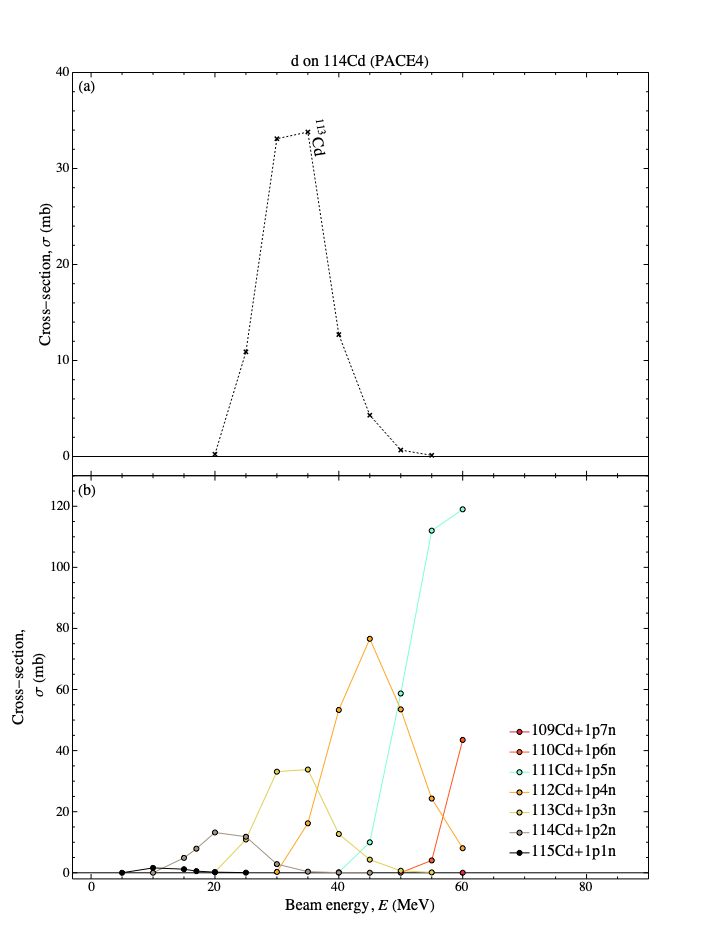 d on 114Cd (PACE4)
(a)
40
30
20
10
0
Cross−section, σ (mb)
113Cd
(b)
120
100
80
60
40
20
0
Cross−section,
σ (mb)
109Cd+1p7n
110Cd+1p6n
111Cd+1p5n
112Cd+1p4n
113Cd+1p3n
114Cd+1p2n
115Cd+1p1n
0 20 40 60 80
Beam energy, E (MeV)